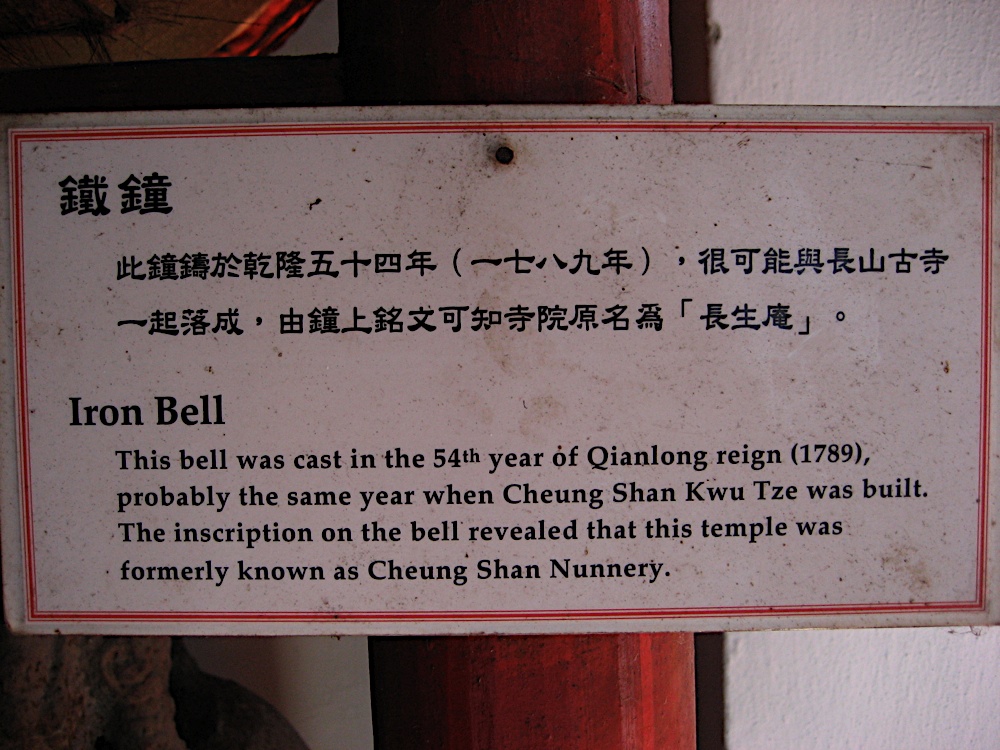 鐵鐘
此鐘鑄於乾隆五十四年（一七八九年），很可能與長山古寺
一起落成，由鐘上銘文可知寺院原名爲「長生庵」。
Iron Bell
This bell was cast in the 54th year of Qianlong reign (1789),
probably the same year when Cheung Shan Kwu Tze was built.
The inscription on the bell revealed that this temple was
formerly known as Cheung Shan Nunnery.